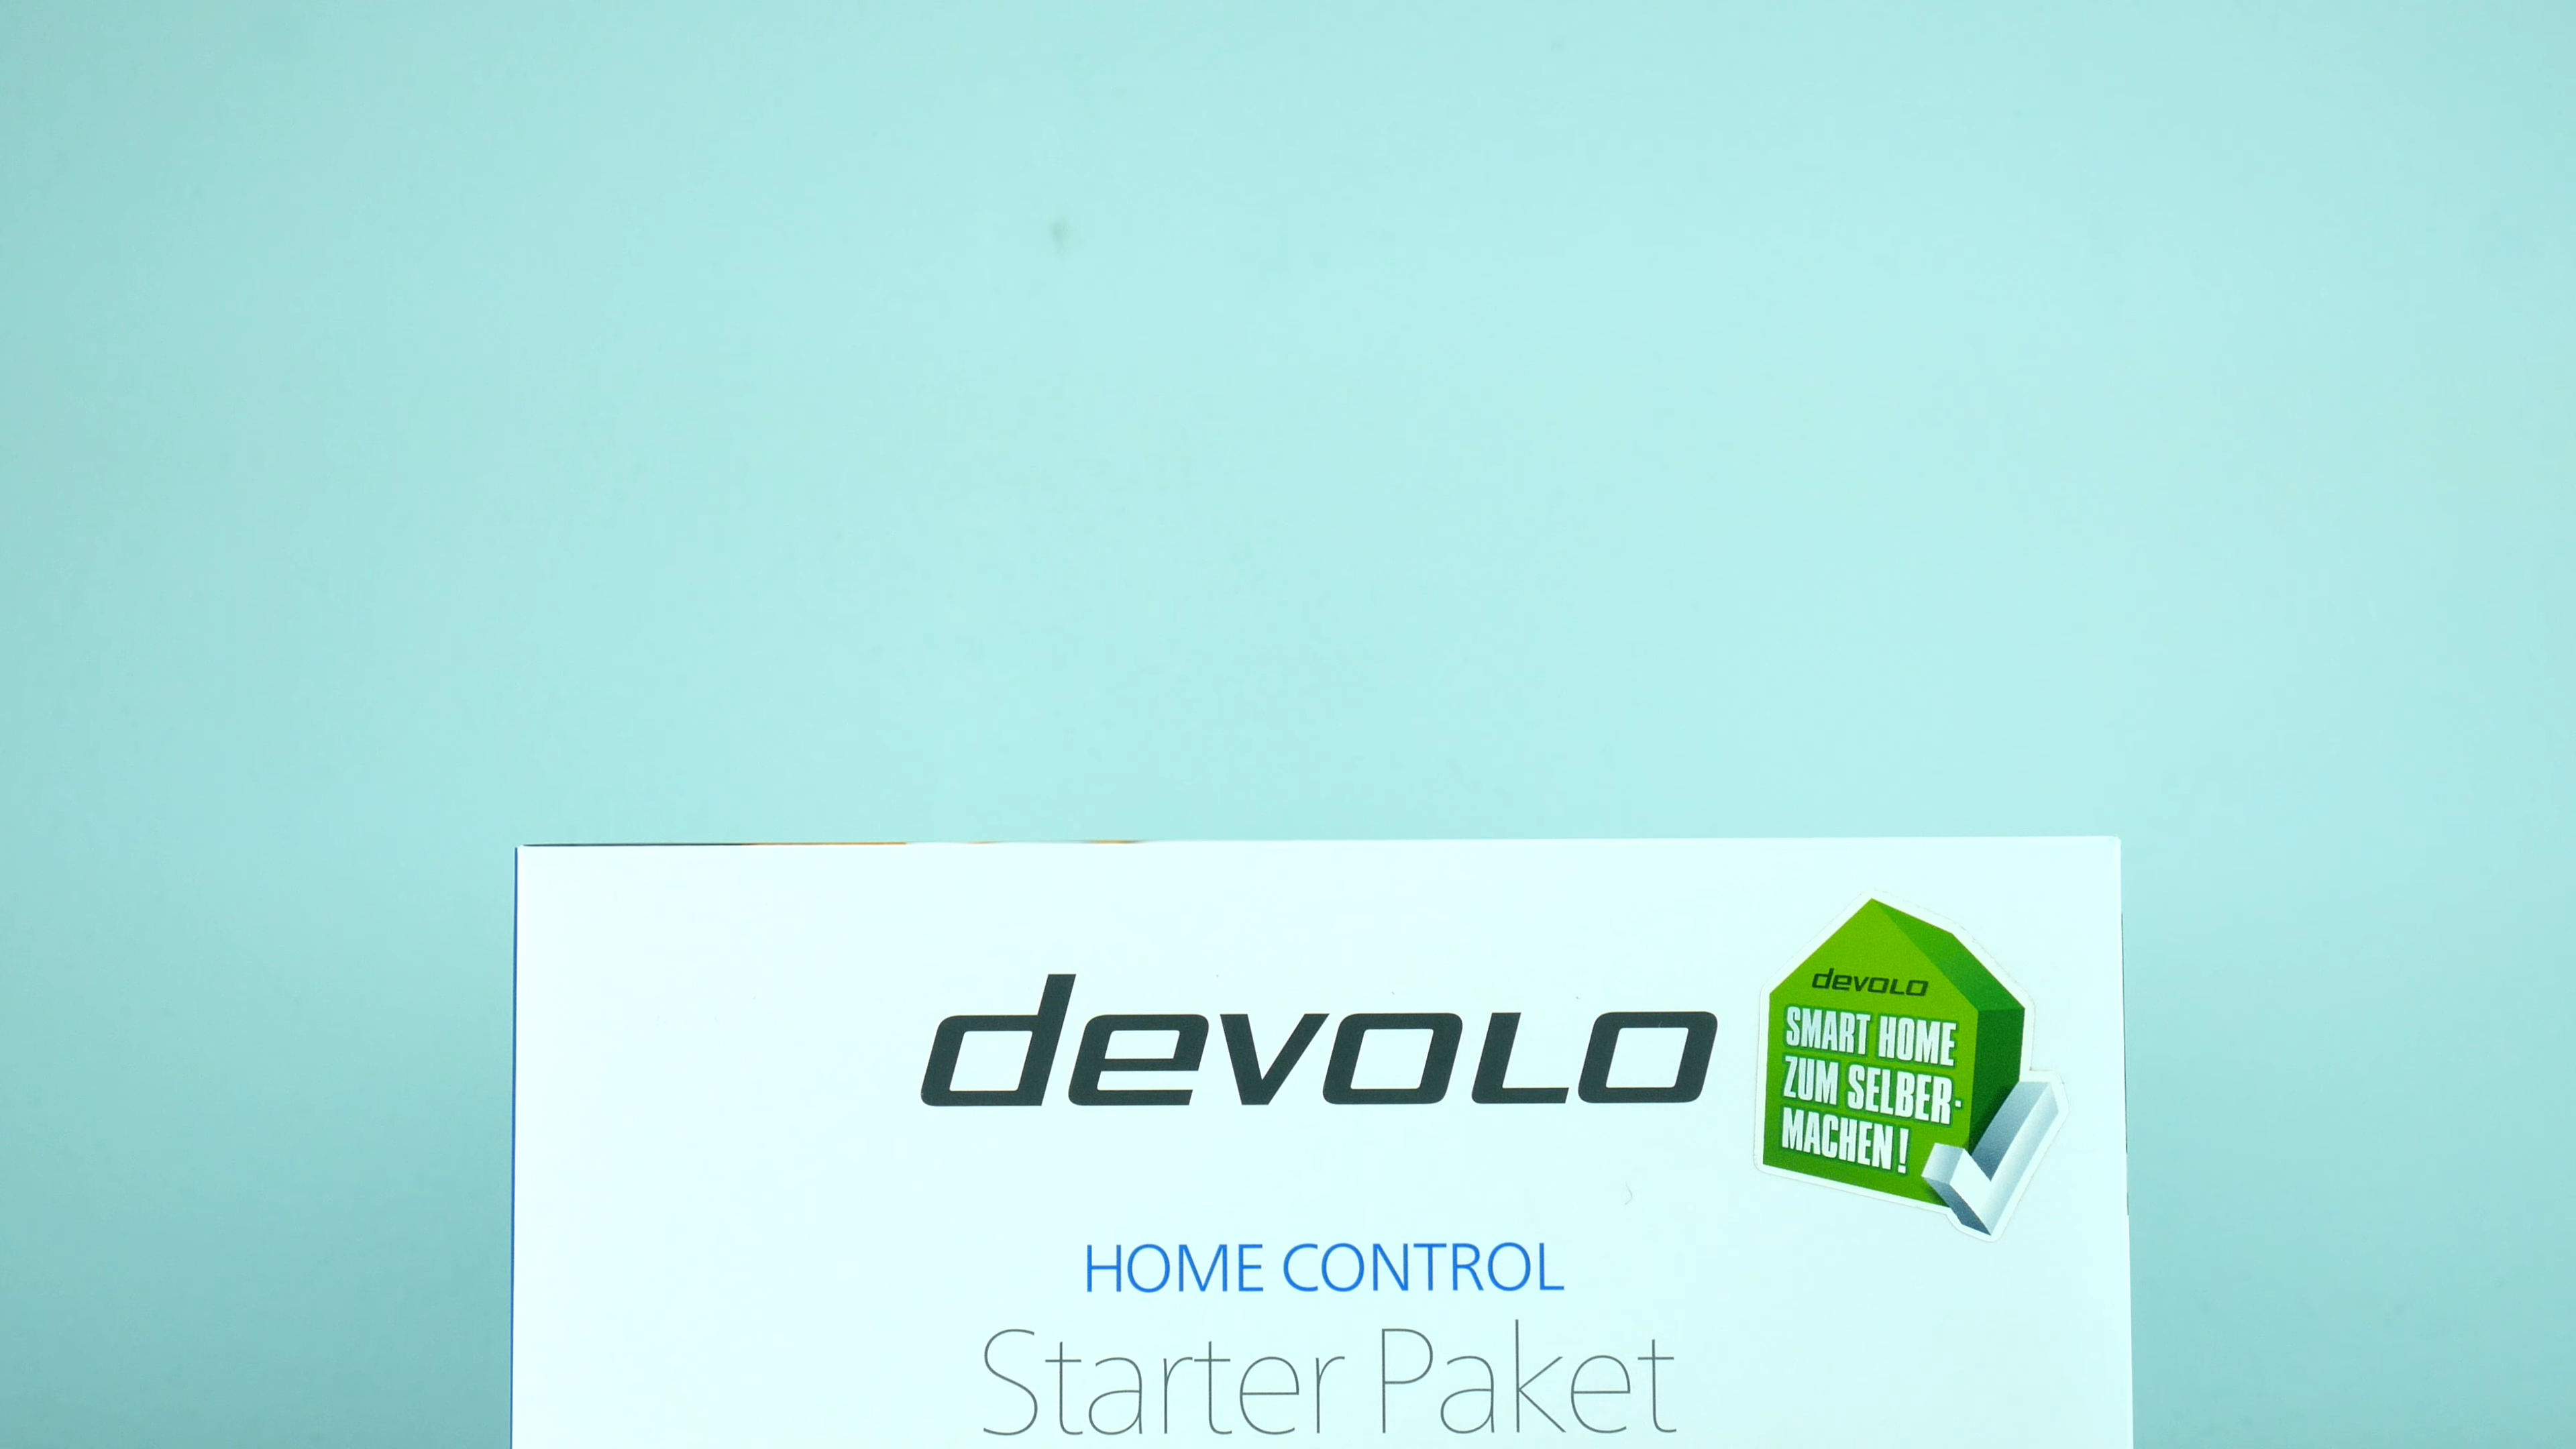 devolo
devolo
SMART HOME
ZUM SELBER-
MACHEN!
HOME CONTROL
Starter Paket